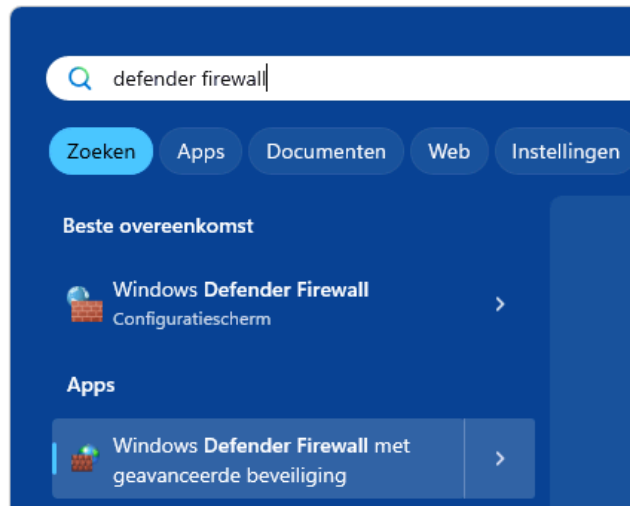 defender firewall
Zoeken Apps Documenten Web Instellingen
Beste overeenkomst
Windows Defender Firewall
Configuratiescherm
Apps
Windows Defender Firewall met
geavanceerde beveiliging